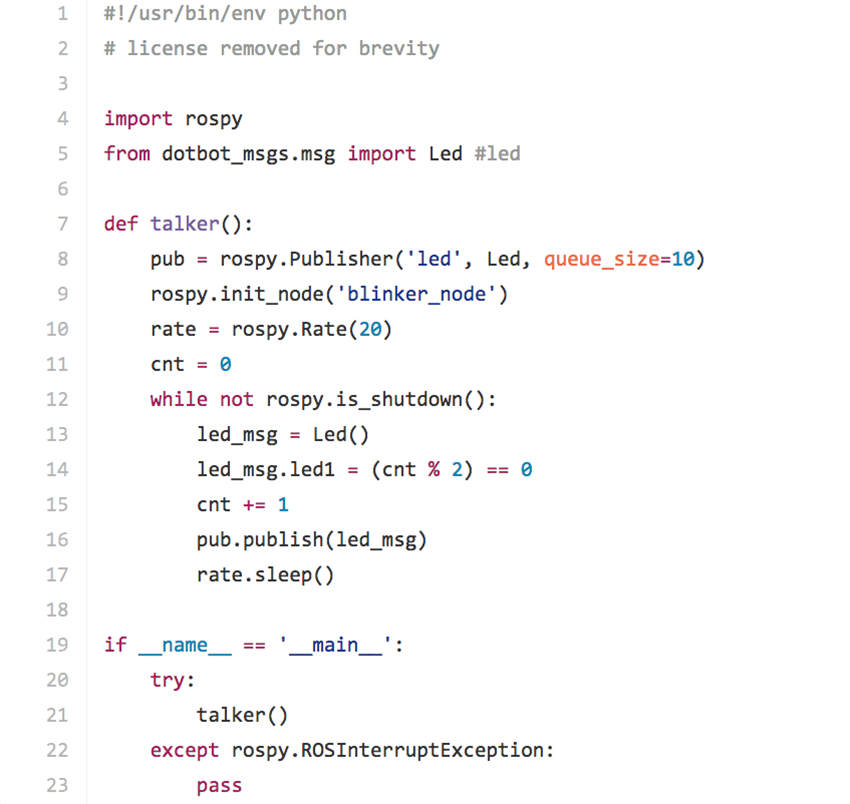 1 #!/usr/bin/env python
2 # license removed for brevity
3
4 import rospy
5 from dotbot_msgs.msg import Led #led
6
7 def talker():
8     pub = rospy.Publisher('led', Led, queue_size=10)
9     rospy.init_node('blinker_node')
10     rate = rospy.Rate(20)
11     cnt = 0
12     while not rospy.is_shutdown():
13         led_msg = Led()
14         led_msg.led1 = (cnt % 2) == 0
15         cnt += 1
16         pub.publish(led_msg)
17         rate.sleep()
18
19 if __name__ == '__main__':
20     try:
21         talker()
22     except rospy.ROSInterruptException:
23         pass